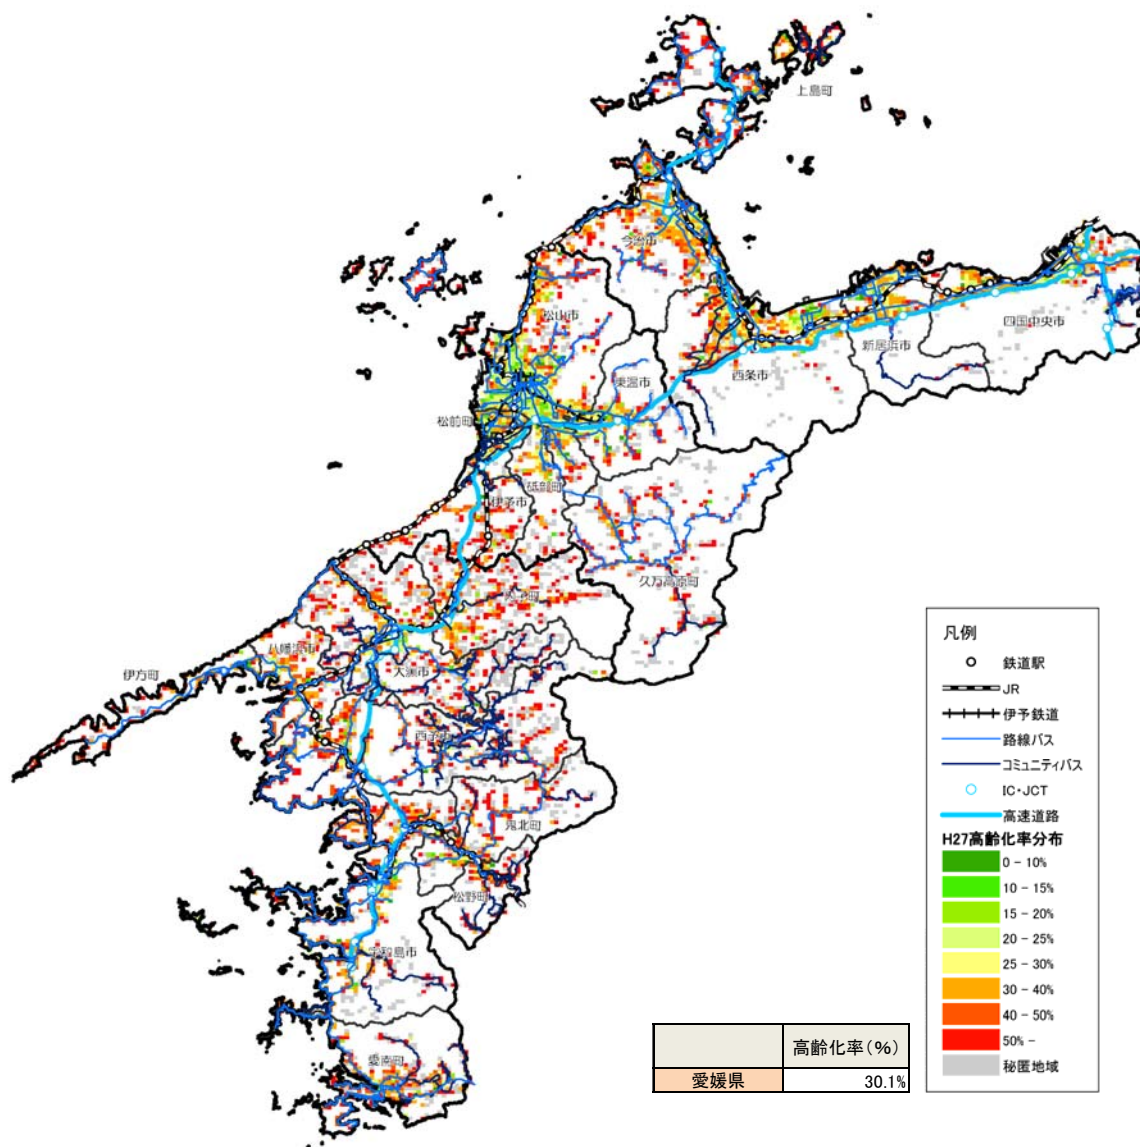 上島町
今治市
松山市
四国中央市
新居浜市
東温市
西条市
松前町
砥部町
伊予市
久万高原町
内子町
八幡浜市
伊方町
大洲市
西予市
鬼北町
松野町
宇和島市
愛南町
凡例
鉄道駅
JR
伊予鉄道
路線バス
コミュニティバス
IC・JCT
高速道路
H27高齢化率分布
0 - 10%
10 - 15%
15 - 20%
20 - 25%
25 - 30%
30 - 40%
40 - 50%
50% -
秘匿地域
高齢化率(%)
愛媛県 30.1%